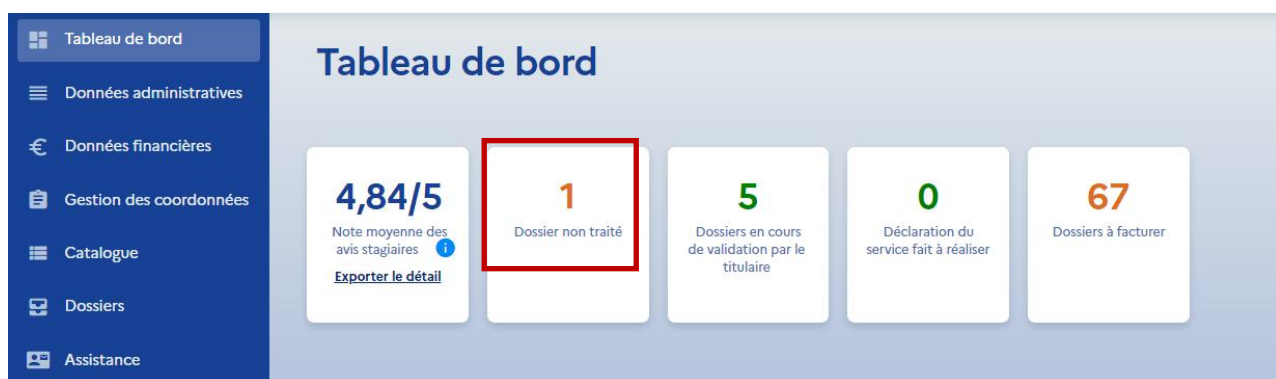 Tableau de bord
Données administratives
Données financières
Gestion des coordonnées
Catalogue
Dossiers
Assistance
Tableau de bord
4,84/5
Note moyenne des
avis stagiaires i
Exporter le détail
1
Dossier non traité
5
Dossiers en cours
de validation par le
titulaire
0
Déclaration du
service fait à réaliser
67
Dossiers à facturer